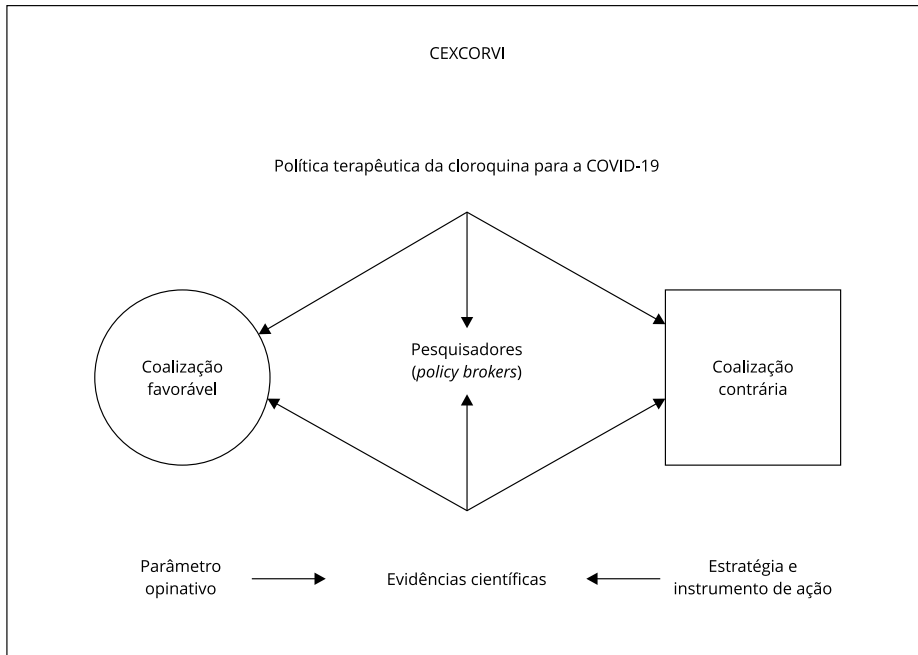 CEXCORVI
Política terapêutica da cloroquina para a COVID-19
Coalização
favorável
Pesquisadores
(policy brokers)
Coalização
contrária
Parâmetro
opinativo
Evidências científicas
Estratégia e
instrumento de ação